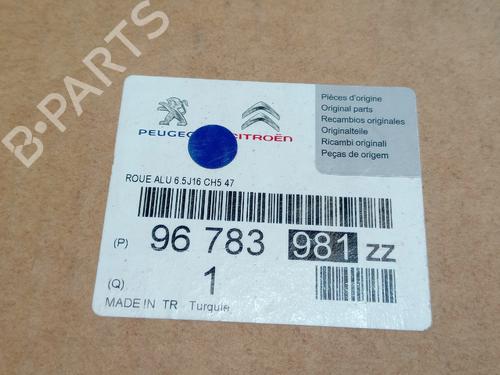 B-PARTS
PEUGEOT CITROËN
Pièces d'origine
Original parts
Recambios originales
Originalteile
Ricambi originali
Peças de origem
ROUE ALU 6.5J16 CH5 47
(P) 96 783 981 ZZ
(Q) 1
MADE IN TR Turquie